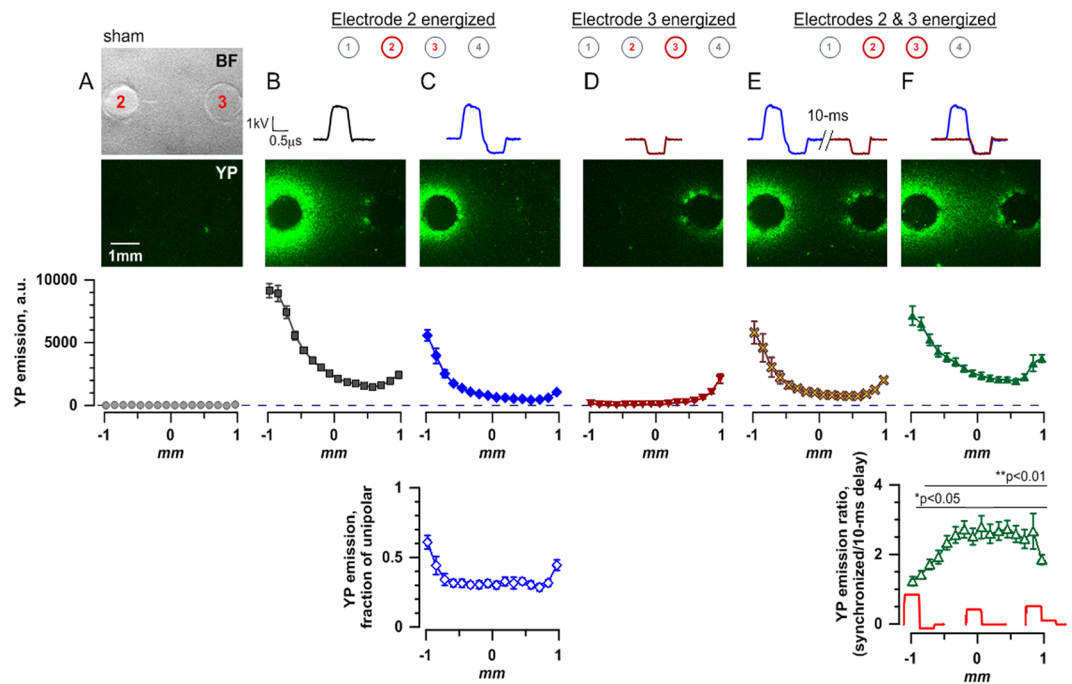 Electrode 2 energized
Electrode 3 energized
Electrodes 2 & 3 energized
1 2 3 4
1 2 3 4
1 2 3 4
sham
A
BF
2
3
B
C
D
E
F
1kV
0.5µs
10-ms
YP
1mm
YP emission, a.u.
10000
5000
0
-1 0 1
mm
-1 0 1
mm
-1 0 1
mm
-1 0 1
mm
-1 0 1
mm
-1 0 1
mm
YP emission,
fraction of unipolar
1
0.5
0
-1 0 1
mm
YP emission ratio,
(synchronized/10-ms delay)
4
2
0
**p<0.01
*p<0.05
-1 0 1
mm